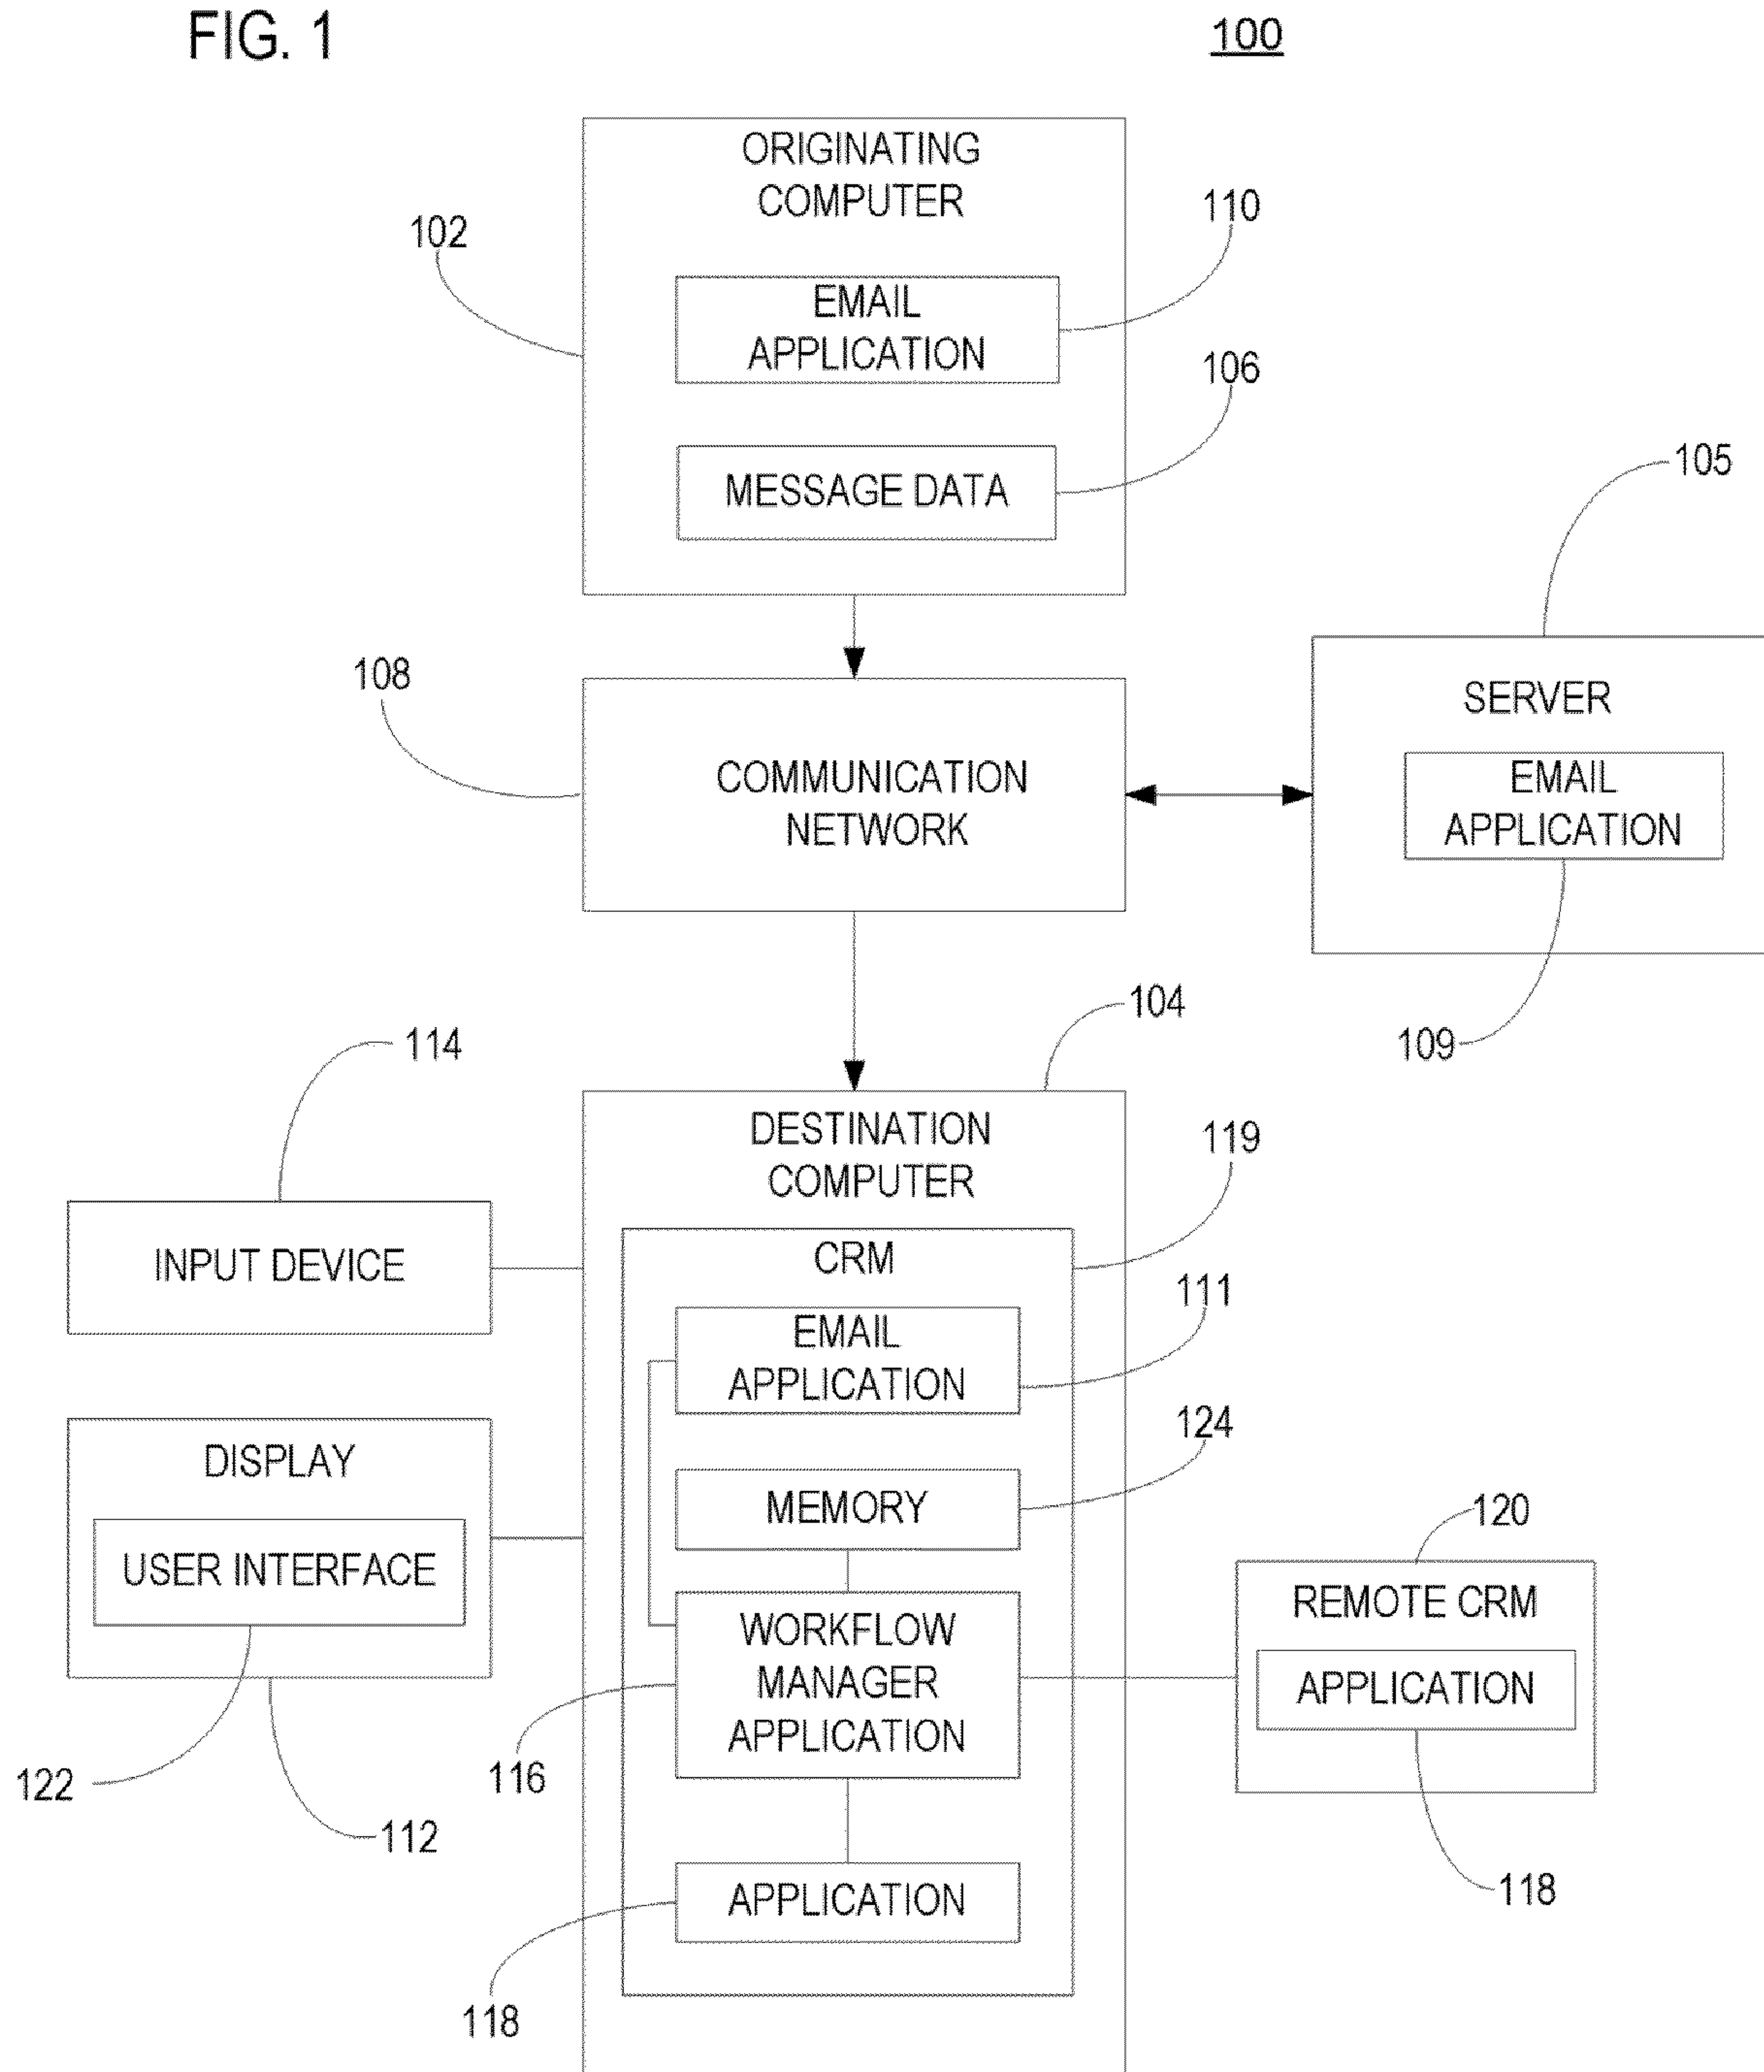 FIG. 1
100
ORIGINATING
COMPUTER
102
110
EMAIL
APPLICATION
106
MESSAGE DATA
105
108
COMMUNICATION
NETWORK
SERVER
EMAIL
APPLICATION
109
104
114
DESTINATION
COMPUTER
119
INPUT DEVICE
CRM
111
EMAIL
APPLICATION
124
DISPLAY
MEMORY
USER INTERFACE
120
REMOTE CRM
WORKFLOW
MANAGER
APPLICATION
APPLICATION
122
116
112
118
APPLICATION
118